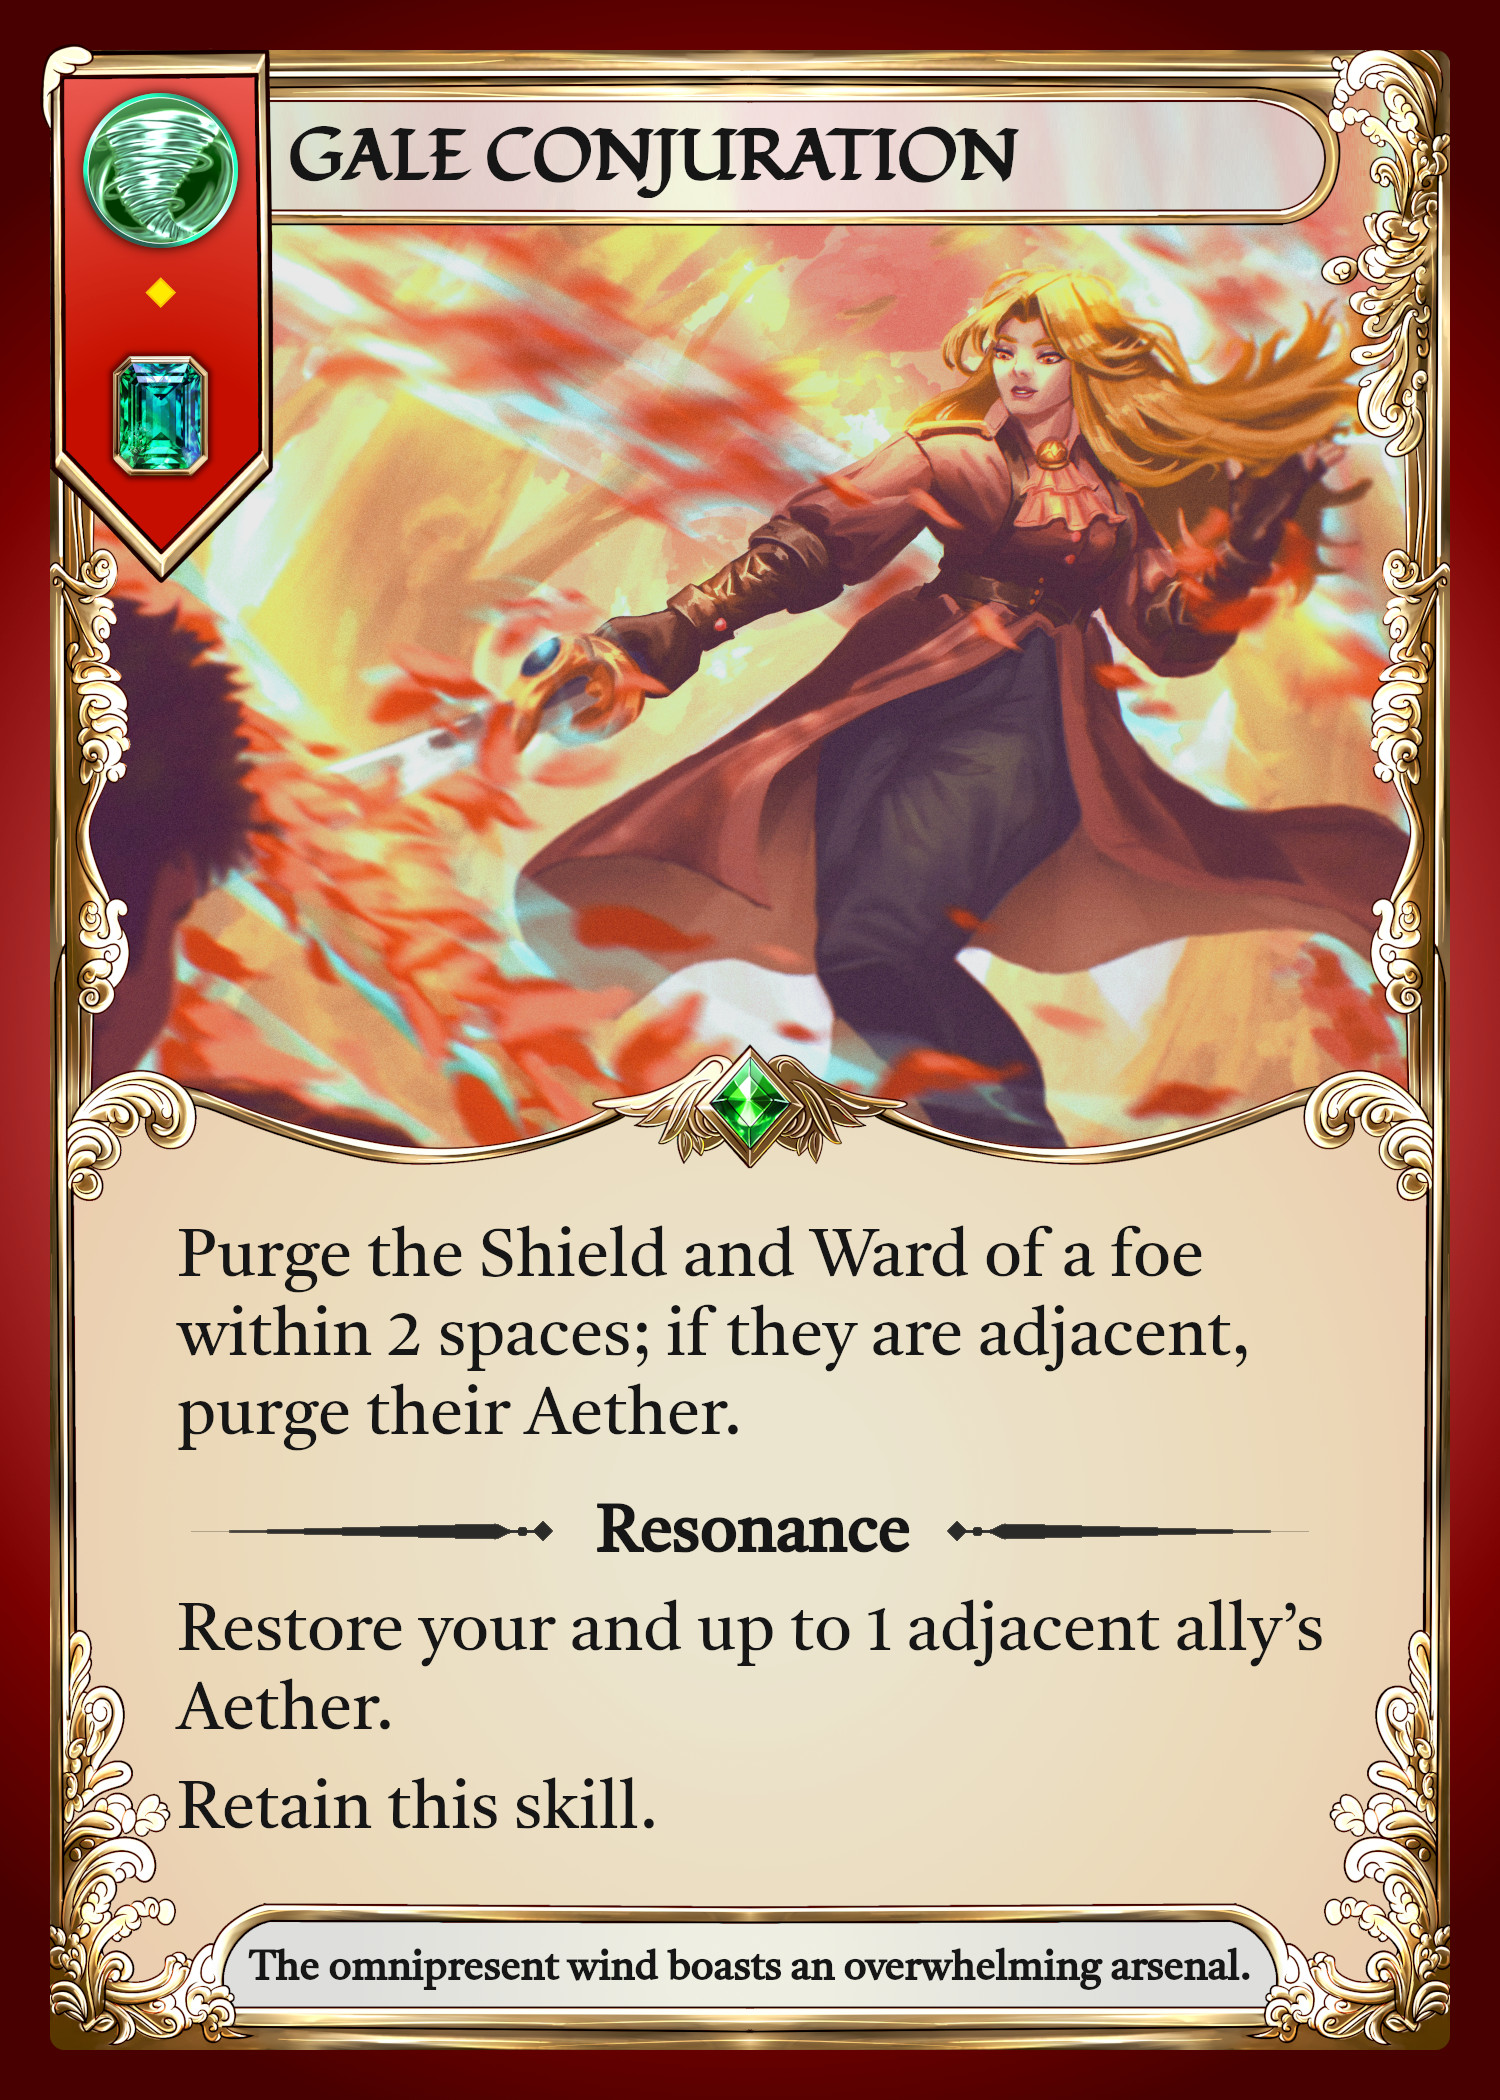 GALE CONJURATION
Purge the Shield and Ward of a foe
within 2 spaces; if they are adjacent,
purge their Aether.
Resonance
Restore your and up to 1 adjacent ally’s
Aether.
Retain this skill.
The omnipresent wind boasts an overwhelming arsenal.